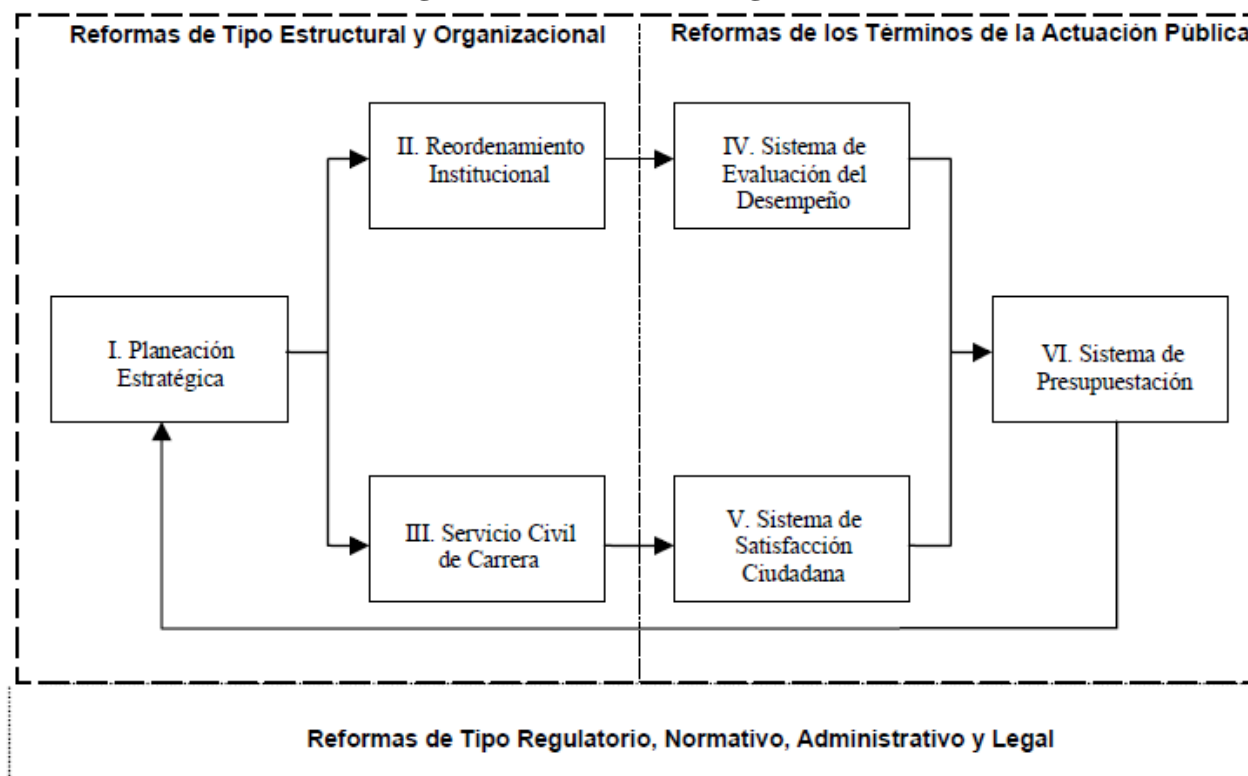 Reformas de Tipo Estructural y Organizacional
Reformas de los Términos de la Actuación Pública
II. Reordenamiento
Institucional
IV. Sistema de
Evaluación del
Desempeño
I. Planeación
Estratégica
VI. Sistema de
Presupuestación
III. Servicio Civil
de Carrera
V. Sistema de
Satisfacción
Ciudadana
Reformas de Tipo Regulatorio, Normativo, Administrativo y Legal